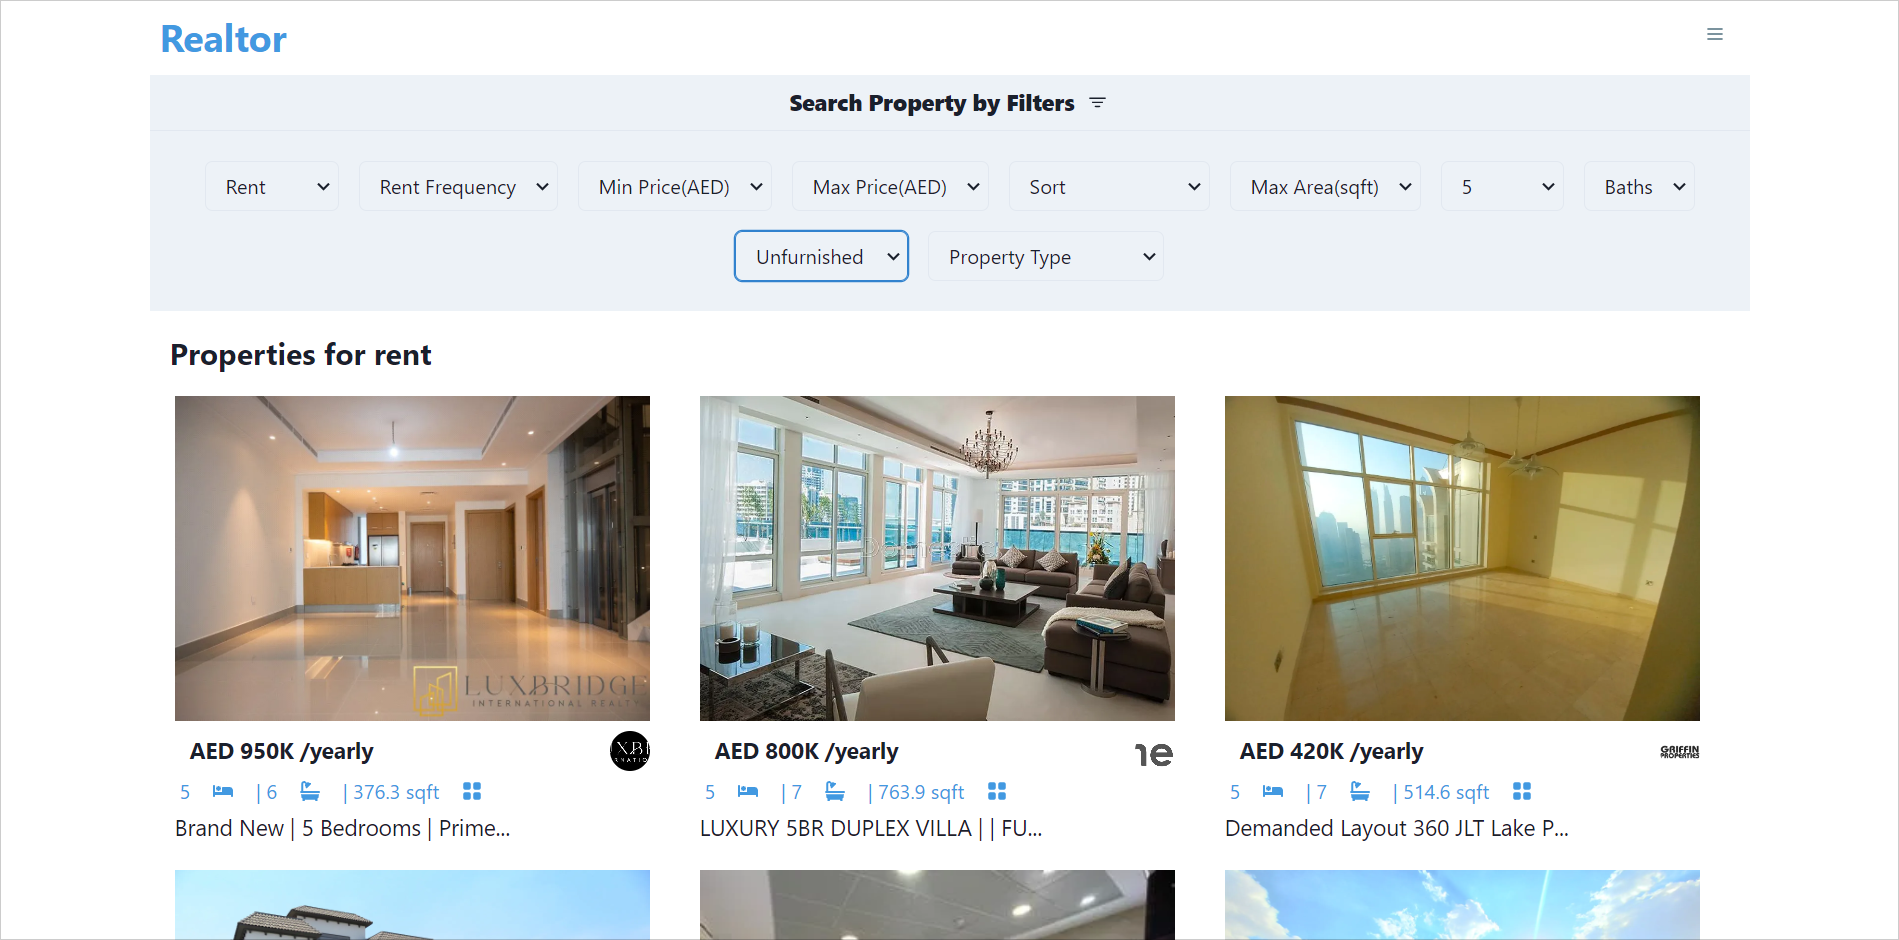 Realtor
Search Property by Filters
Rent Rent Frequency Min Price(AED) Max Price(AED) Sort Max Area(sqft) 5 Baths
Unfurnished Property Type
Properties for rent
LUXBRIDGE
INTERNATIONAL REALTY
AED 950K /yearly
5 | 6 | 376.3 sqft
Brand New | 5 Bedrooms | Prime...
AED 800K /yearly
ne
5 | 7 | 763.9 sqft
LUXURY 5BR DUPLEX VILLA | | FU...
AED 420K /yearly
GRIFFIN
PROPERTIES
5 | 7 | 514.6 sqft
Demanded Layout 360 JLT Lake P...